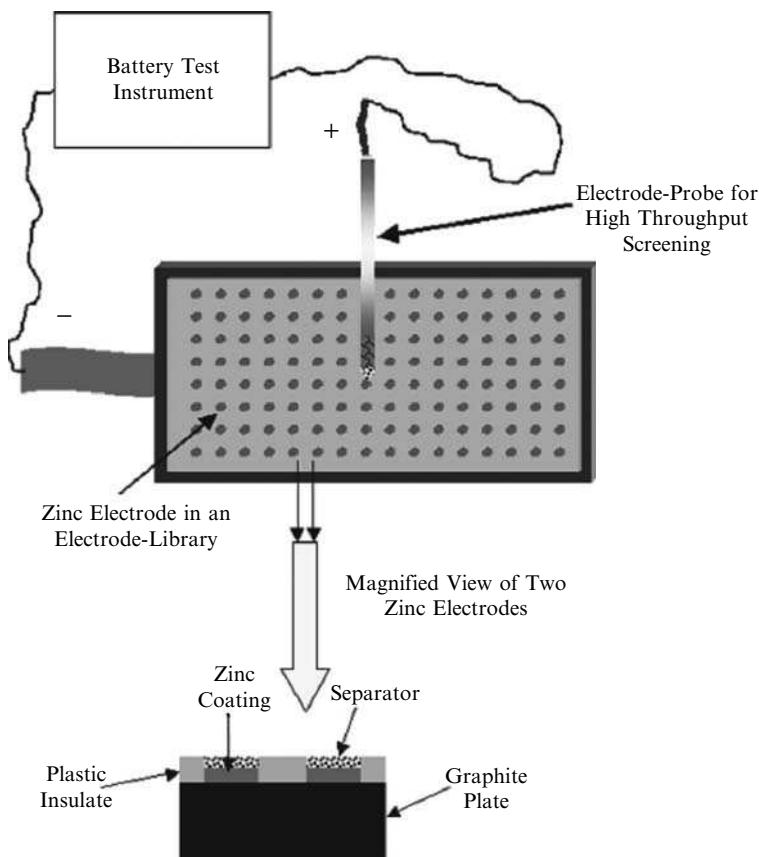 Battery Test
Instrument
+
Electrode-Probe for
High Throughput
Screening
−
Zinc Electrode in an
Electrode-Library
Magnified View of Two
Zinc Electrodes
Zinc
Coating
Separator
Plastic
Insulate
Graphite
Plate